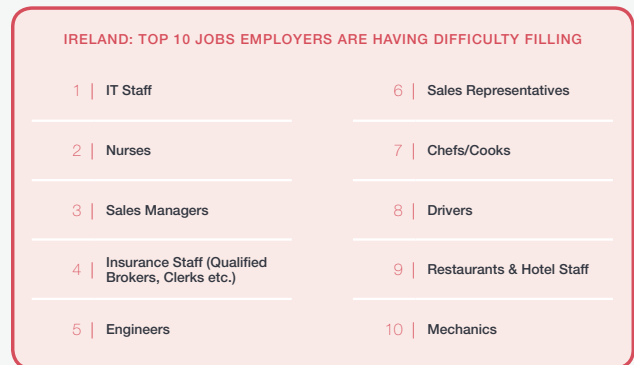 IRELAND: TOP 10 JOBS EMPLOYERS ARE HAVING DIFFICULTY FILLING
1 | IT Staff
2 | Nurses
3 | Sales Managers
4 | Insurance Staff (Qualified
Brokers, Clerks etc.)
5 | Engineers
6 | Sales Representatives
7 | Chefs/Cooks
8 | Drivers
9 | Restaurants & Hotel Staff
10 | Mechanics